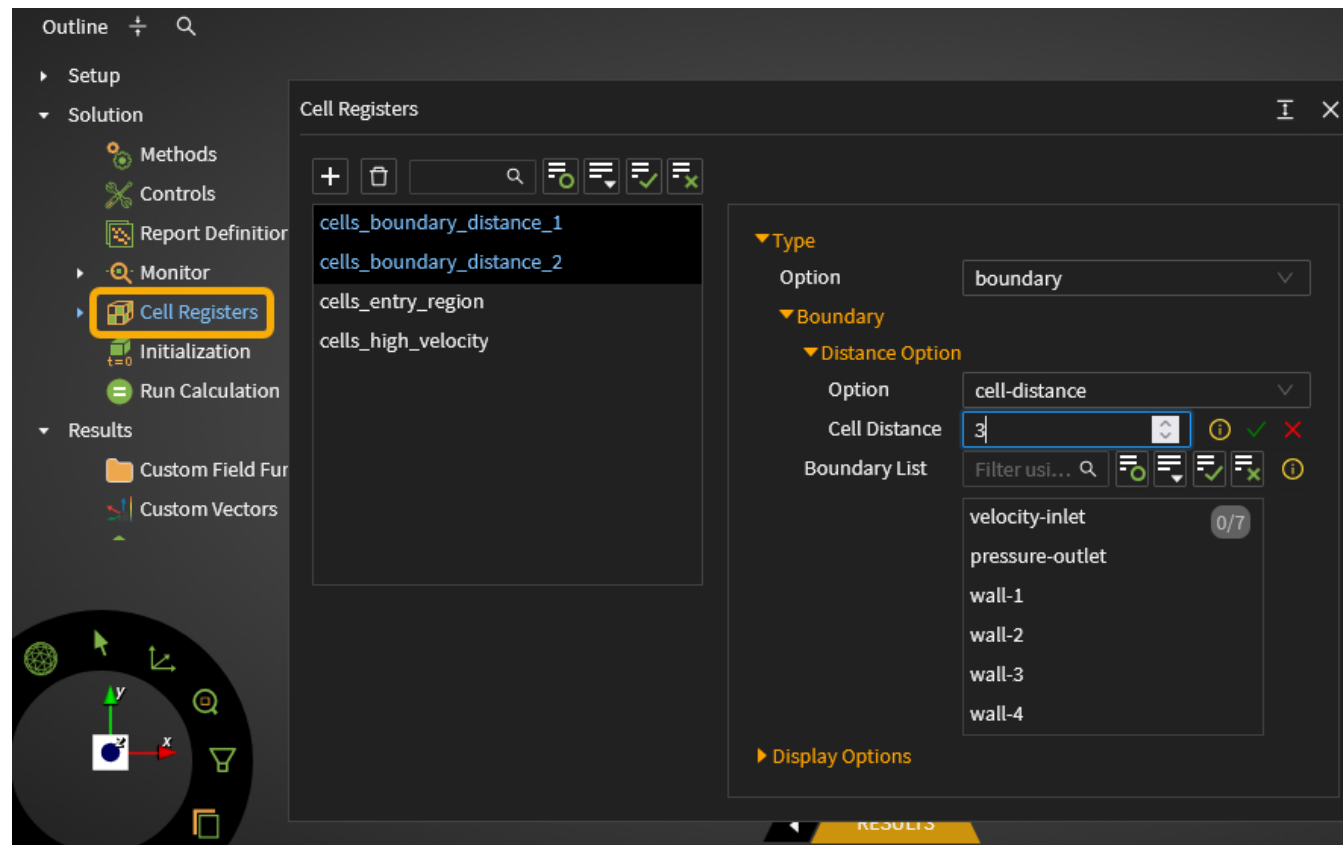 Outline
Setup
Solution
Methods
Controls
Report Definition
Monitor
Cell Registers
t=0
Initialization
Run Calculation
Results
Custom Field Fun
Custom Vectors
y
z
x
Cell Registers
cells_boundary_distance_1
cells_boundary_distance_2
cells_entry_region
cells_high_velocity
Type
Option boundary
Boundary
Distance Option
Option cell-distance
Cell Distance 3
Boundary List Filter usi...
velocity-inlet 0/7
pressure-outlet
wall-1
wall-2
wall-3
wall-4
Display Options
RESULTS